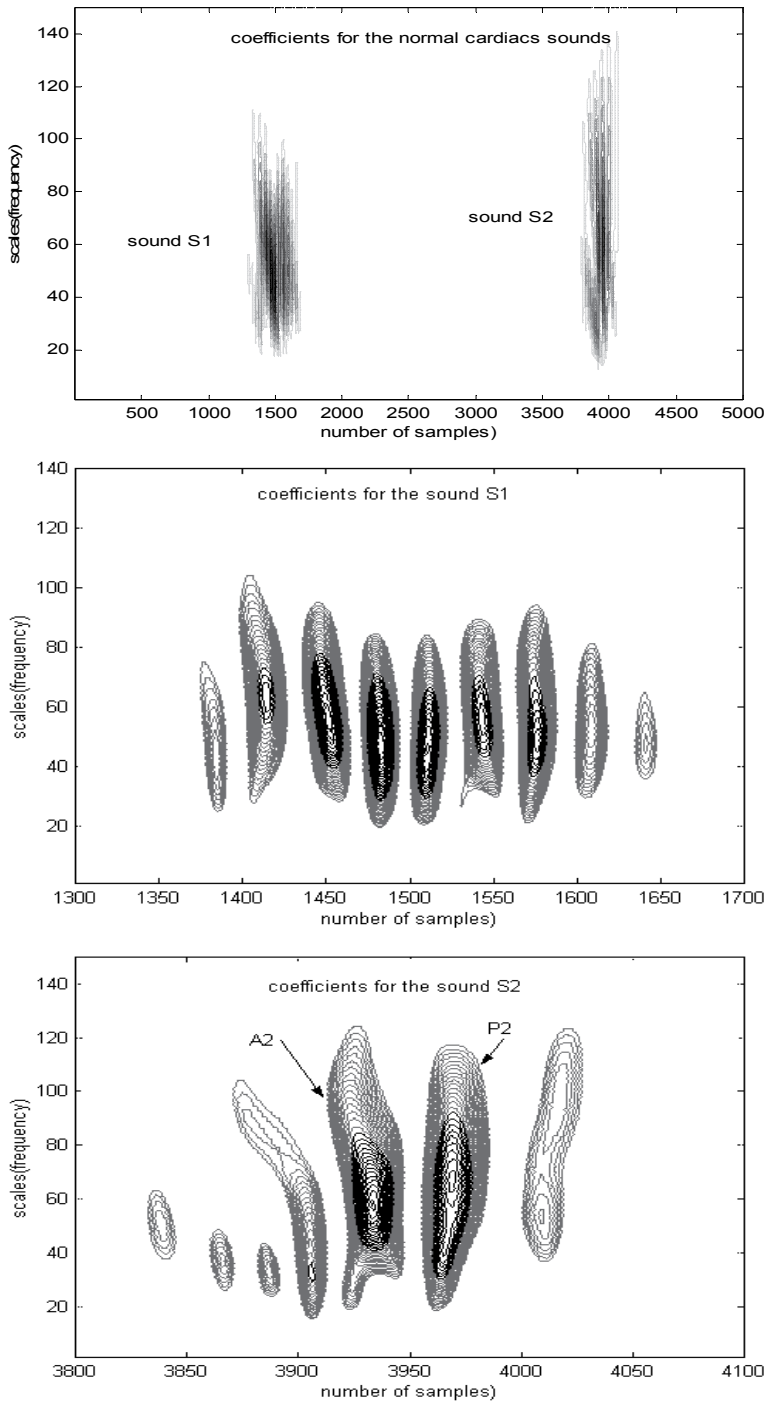 coefficients for the normal cardiacs sounds
140
120
100
80
60
40
20
scales(frequency)
sound S1
sound S2
500 1000 1500 2000 2500 3000 3500 4000 4500 5000
number of samples)
coefficients for the sound S1
140
120
100
80
60
40
20
scales(frequency)
1300 1350 1400 1450 1500 1550 1600 1650 1700
number of samples)
coefficients for the sound S2
140
120
100
80
60
40
20
scales(frequency)
A2
P2
3800 3850 3900 3950 4000 4050 4100
number of samples)